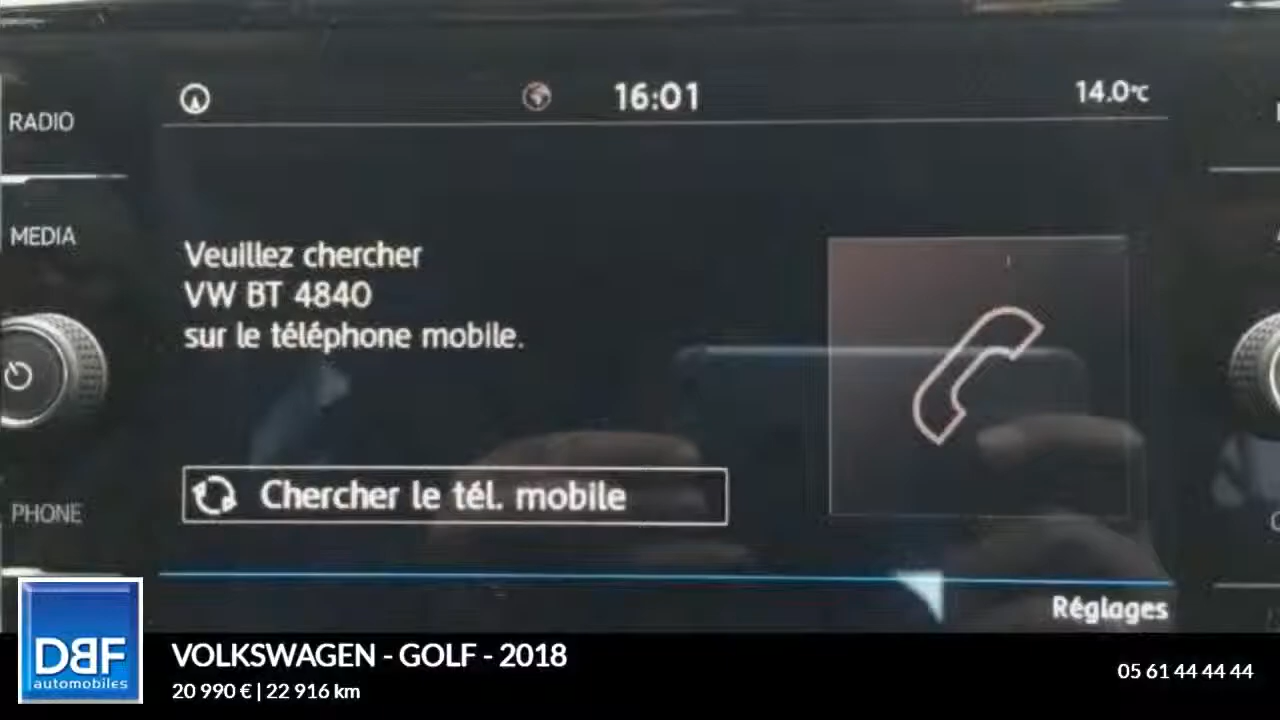 16:01
14.0°C
RADIO
MEDIA
PHONE
Veuillez chercher
VW BT 4840
sur le téléphone mobile.
Chercher le tél. mobile
Réglages
DBF
automobiles
VOLKSWAGEN - GOLF - 2018
20 990 € | 22 916 km
05 61 44 44 44